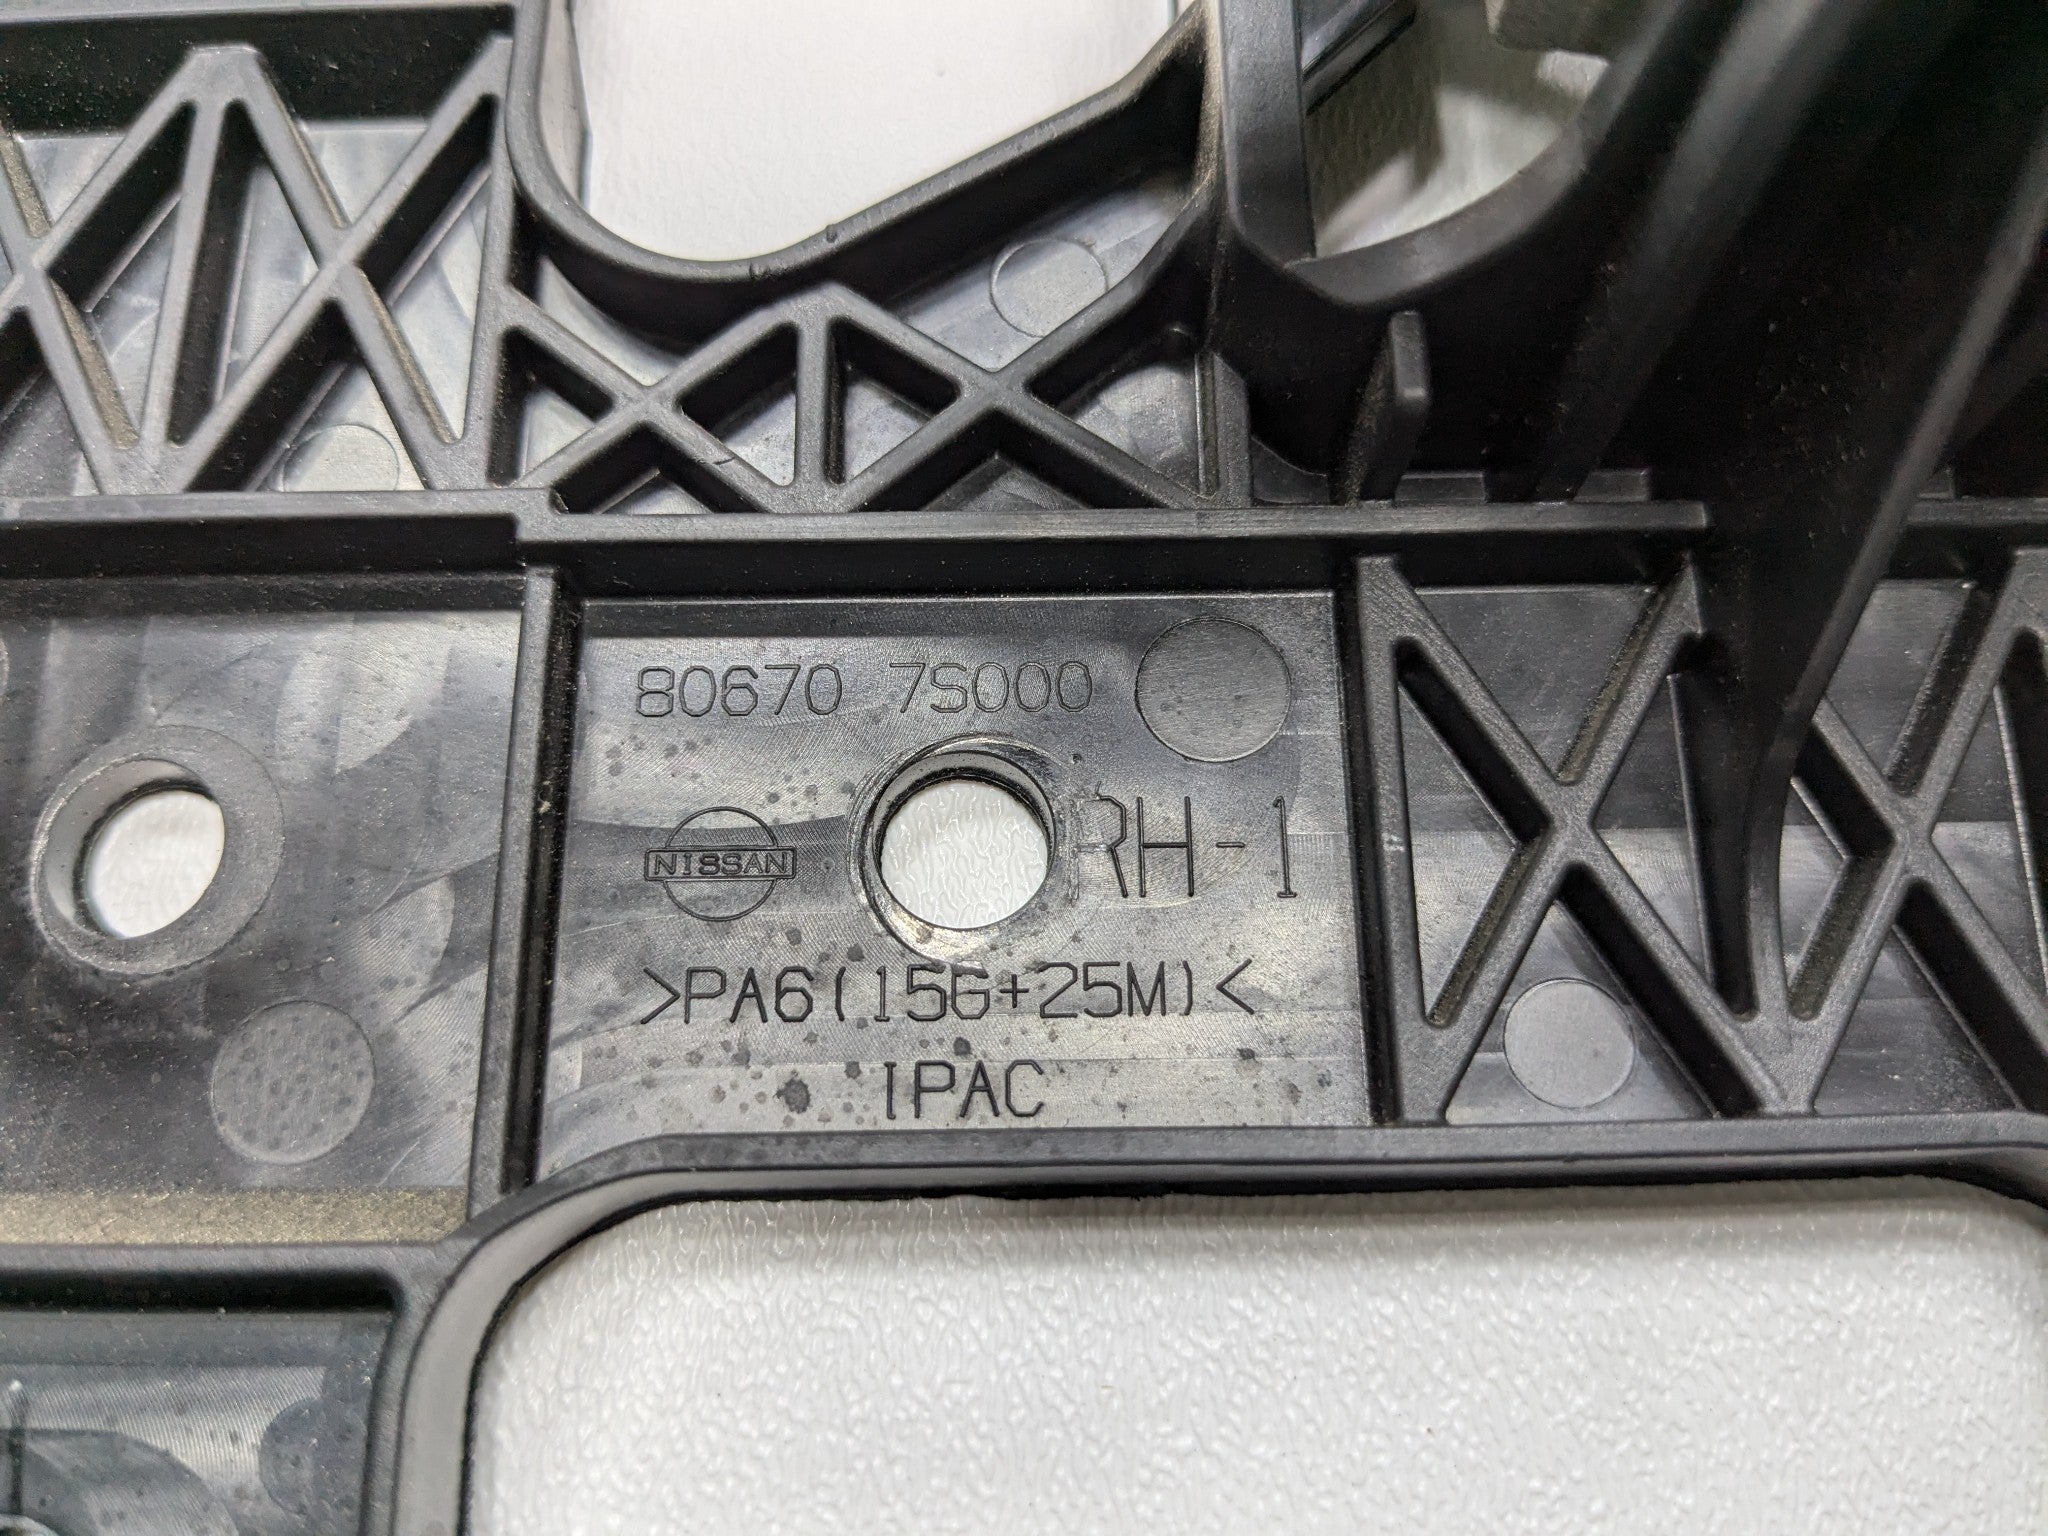 80670 7S000
NISSAN
RH-1
>PA6(15G+25M)<
IPAC